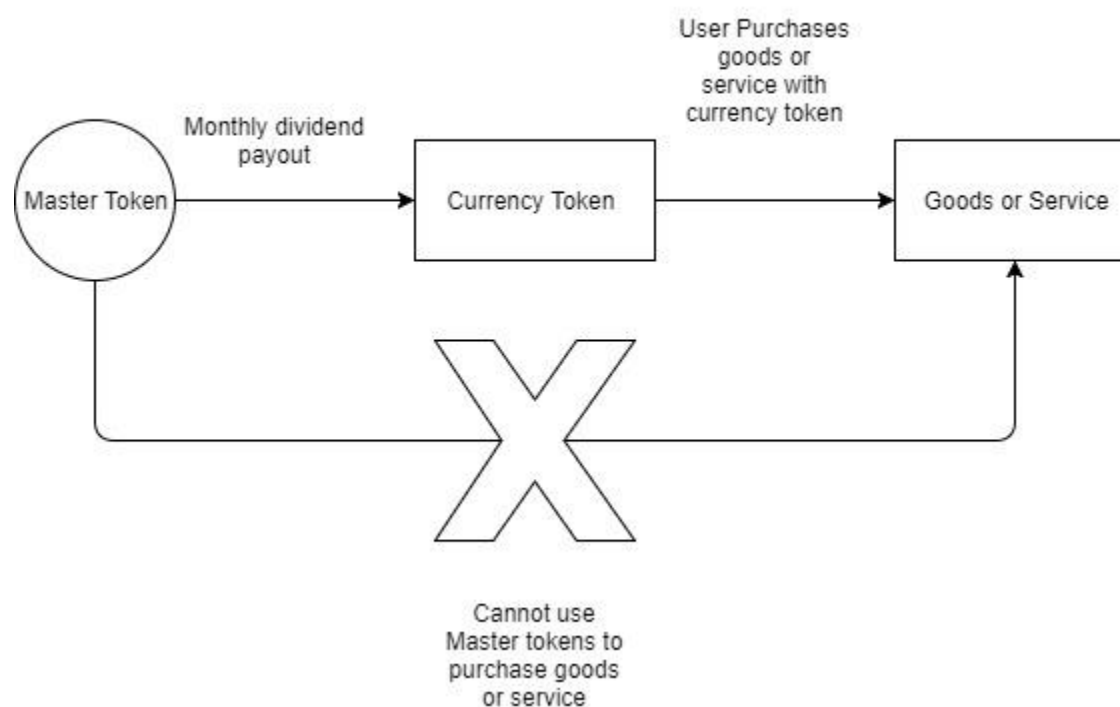 User Purchases
goods or
service with
currency token
Monthly dividend
payout
Master Token
Currency Token
Goods or Service
Cannot use
Master tokens to
purchase goods
or service